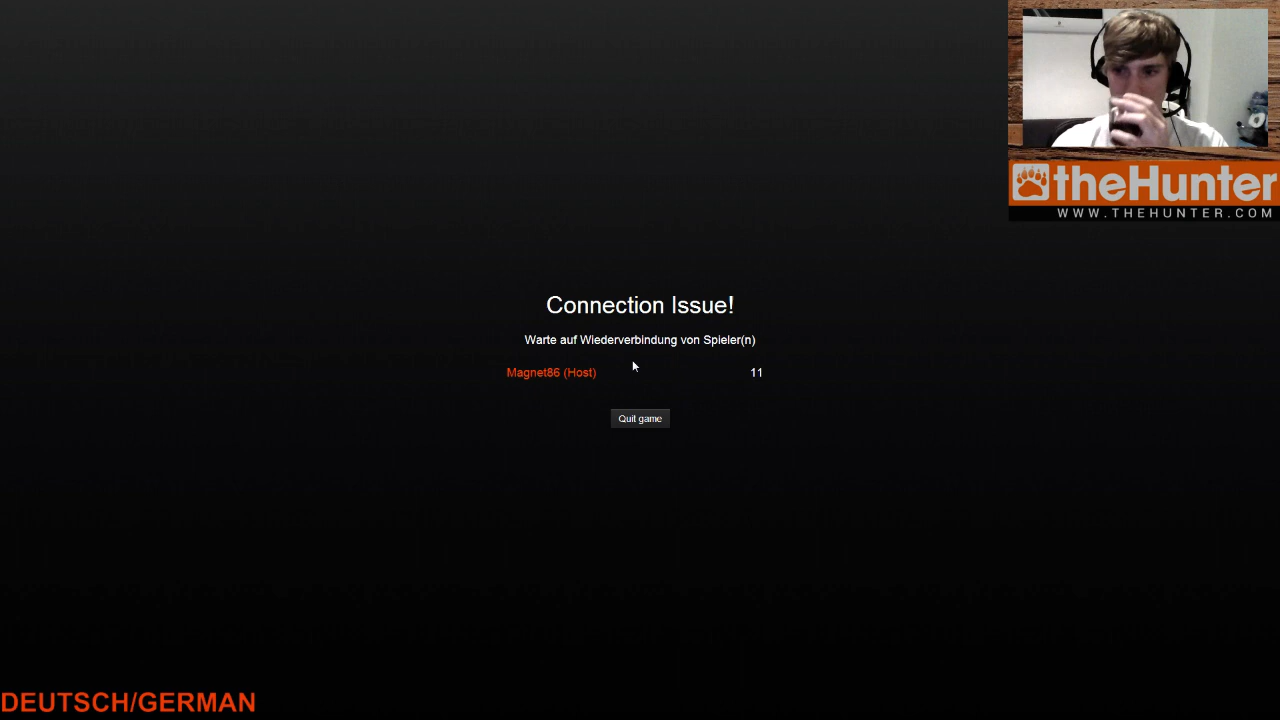 theHunter
WWW.THEHUNTER.COM
Connection Issue!
Warte auf Wiederverbindung von Spieler(n)
Magnet86 (Host) 11
Quit game
DEUTSCH/GERMAN